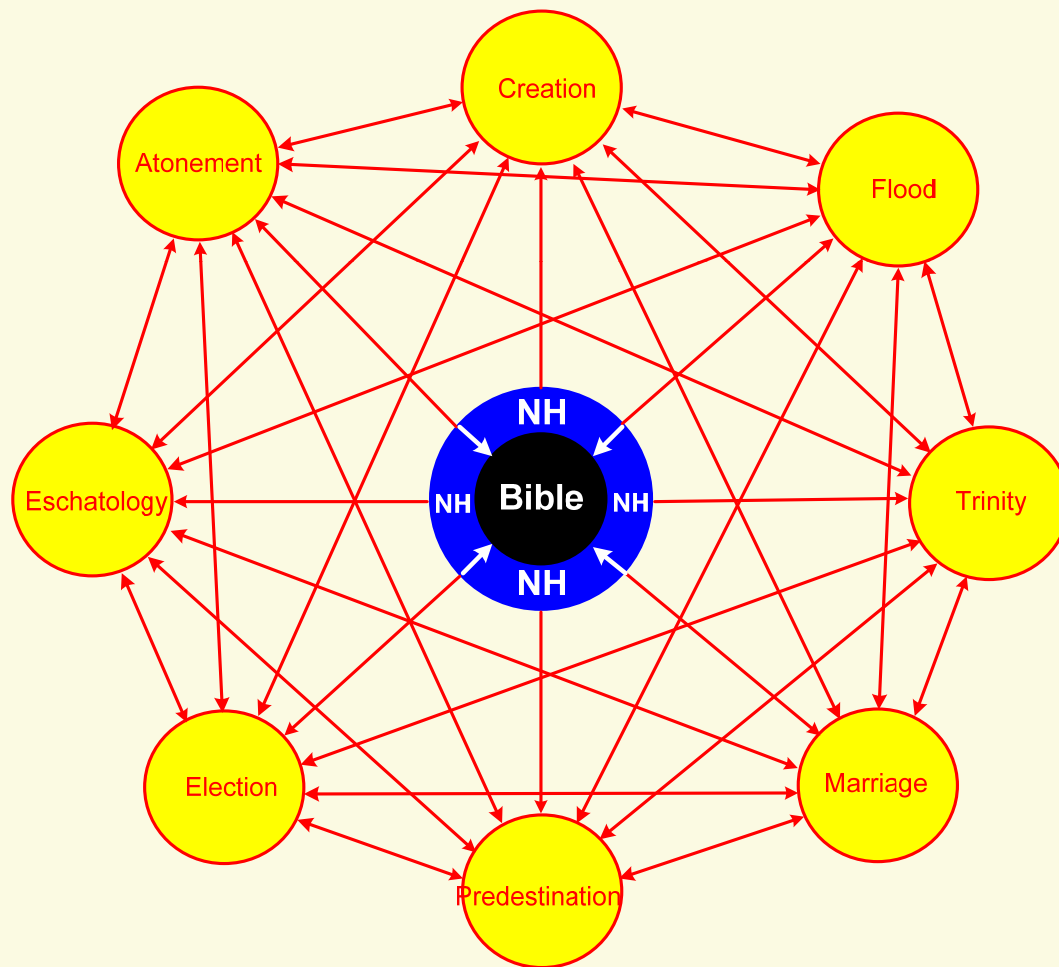 Creation
Atonement
Flood
NH
Eschatology
NH
Bible
NH
Trinity
NH
Election
Marriage
Predestination